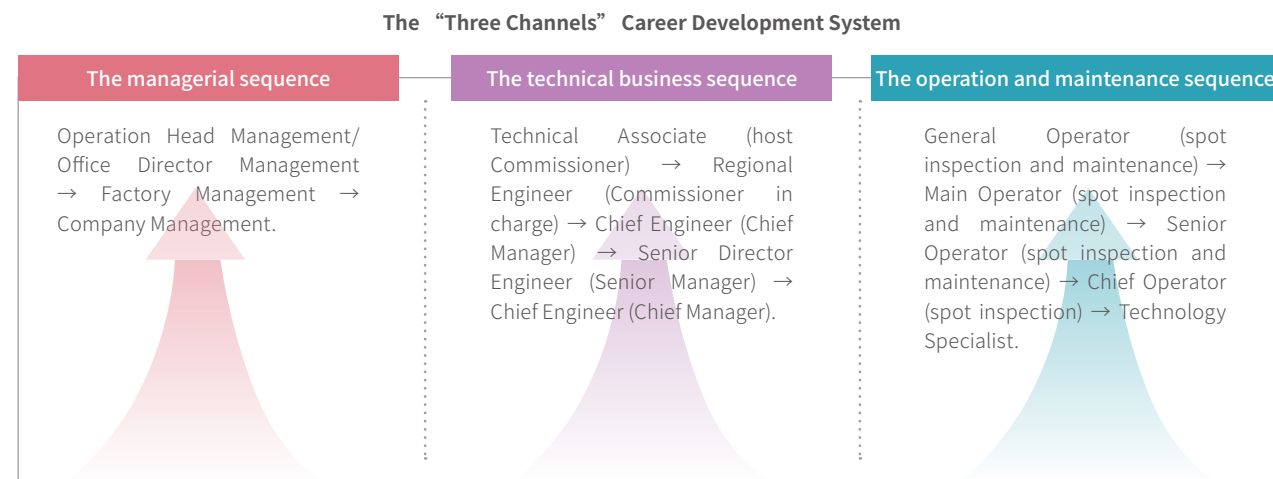 The “Three Channels” Career Development System
The managerial sequence
Operation Head Management/
Office Director Management
→ Factory Management →
Company Management.
The technical business sequence
Technical Associate (host
Commissioner) → Regional
Engineer (Commissioner in
charge) → Chief Engineer (Chief
Manager) → Senior Director
Engineer (Senior Manager) →
Chief Engineer (Chief Manager).
The operation and maintenance sequence
General Operator (spot
inspection and maintenance) →
Main Operator (spot inspection
and maintenance) → Senior
Operator (spot inspection and
maintenance) → Chief Operator
(spot inspection) → Technology
Specialist.